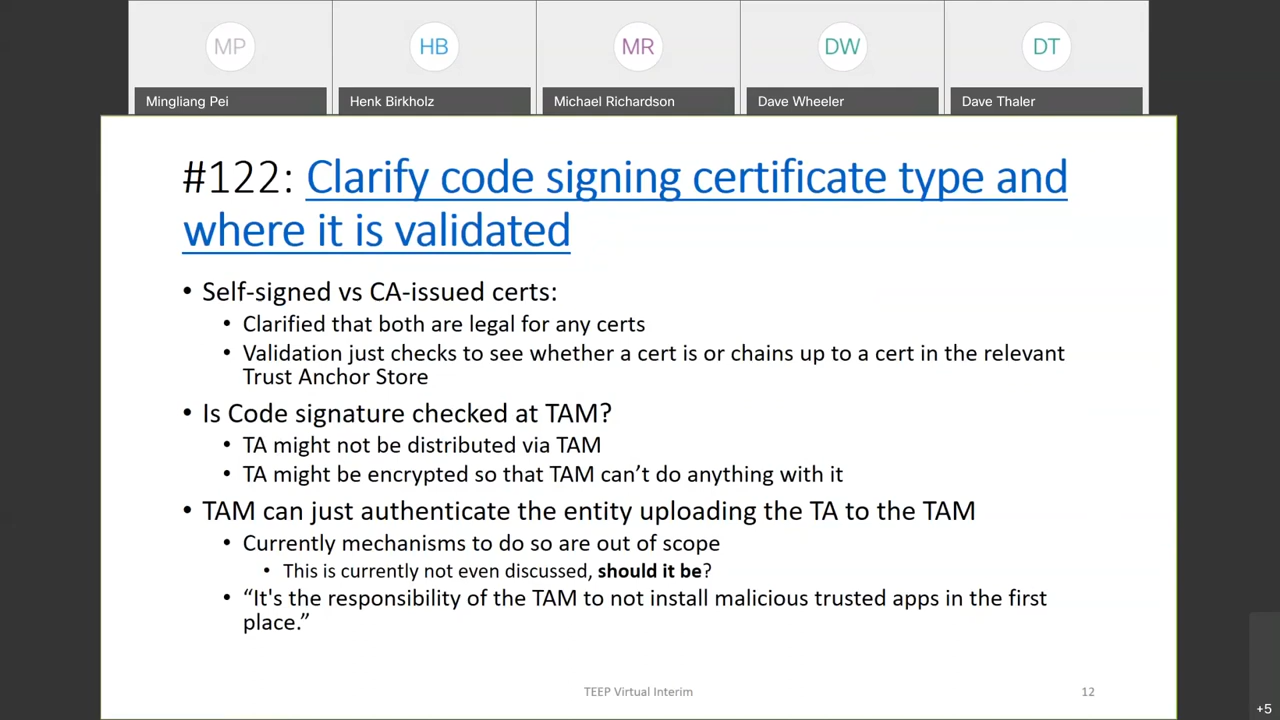 MP
HB
MR
DW
DT
Mingliang Pei
Henk Birkholz
Michael Richardson
Dave Wheeler
Dave Thaler
#122: Clarify code signing certificate type and
where it is validated
• Self-signed vs CA-issued certs:
• Clarified that both are legal for any certs
• Validation just checks to see whether a cert is or chains up to a cert in the relevant
Trust Anchor Store
• Is Code signature checked at TAM?
• TA might not be distributed via TAM
• TA might be encrypted so that TAM can’t do anything with it
• TAM can just authenticate the entity uploading the TA to the TAM
• Currently mechanisms to do so are out of scope
• This is currently not even discussed, should it be?
• “It's the responsibility of the TAM to not install malicious trusted apps in the first
place.”
TEEP Virtual Interim
12
+5